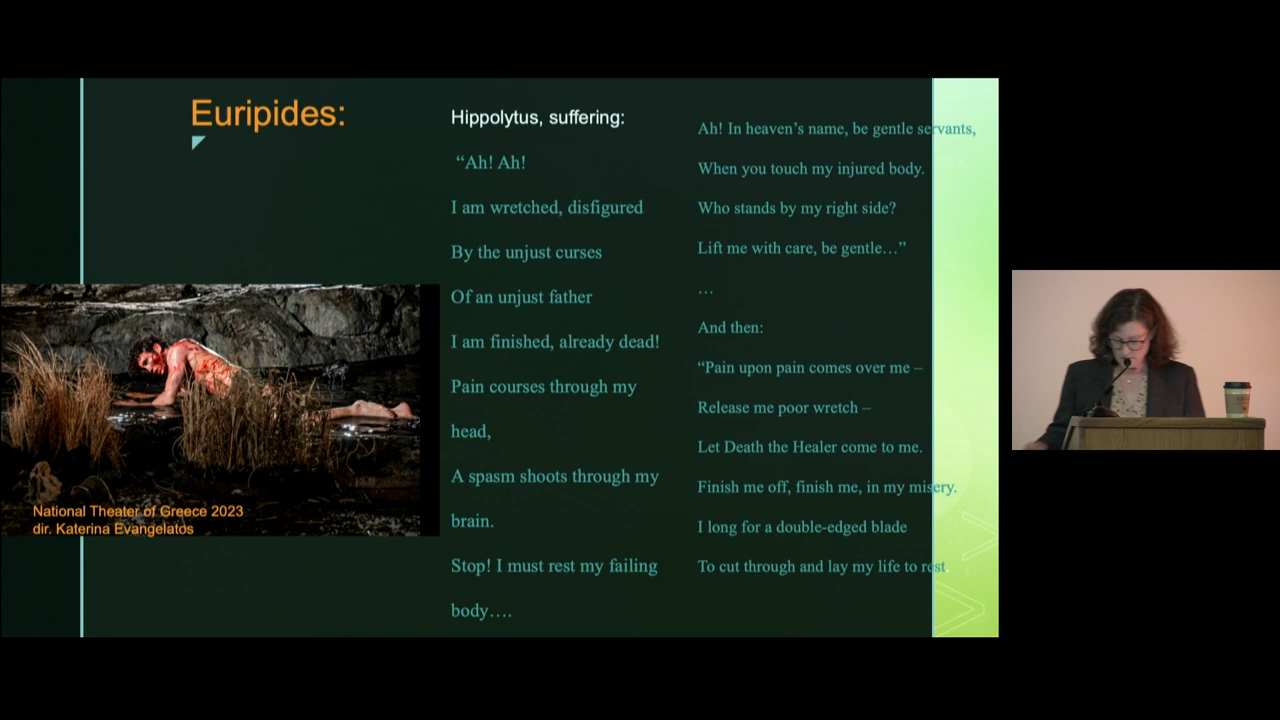 Euripides:
Hippolytus, suffering:
“Ah! Ah!
I am wretched, disfigured
By the unjust curses
Of an unjust father
I am finished, already dead!
Pain courses through my
head,
A spasm shoots through my
brain.
Stop! I must rest my failing
body….
Ah! In heaven’s name, be gentle servants,
When you touch my injured body.
Who stands by my right side?
Lift me with care, be gentle…”
…
And then:
“Pain upon pain comes over me –
Release me poor wretch –
Let Death the Healer come to me.
Finish me off, finish me, in my misery.
I long for a double-edged blade
To cut through and lay my life to rest.
National Theater of Greece 2023
dir. Katerina Evangelatos